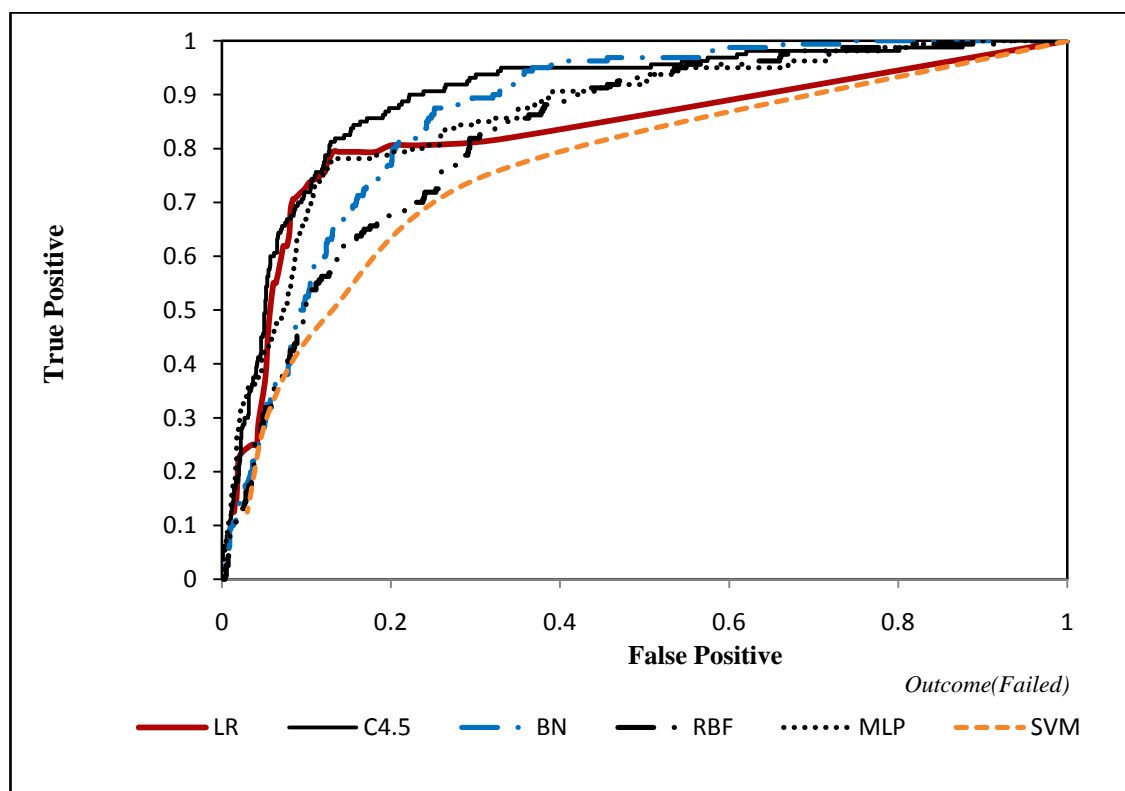 1
0.9
0.8
0.7
0.6
0.5
0.4
0.3
0.2
0.1
0
True Positive
0 0.2 0.4 0.6 0.8 1
False Positive
Outcome(Failed)
LR C4.5 BN RBF MLP SVM